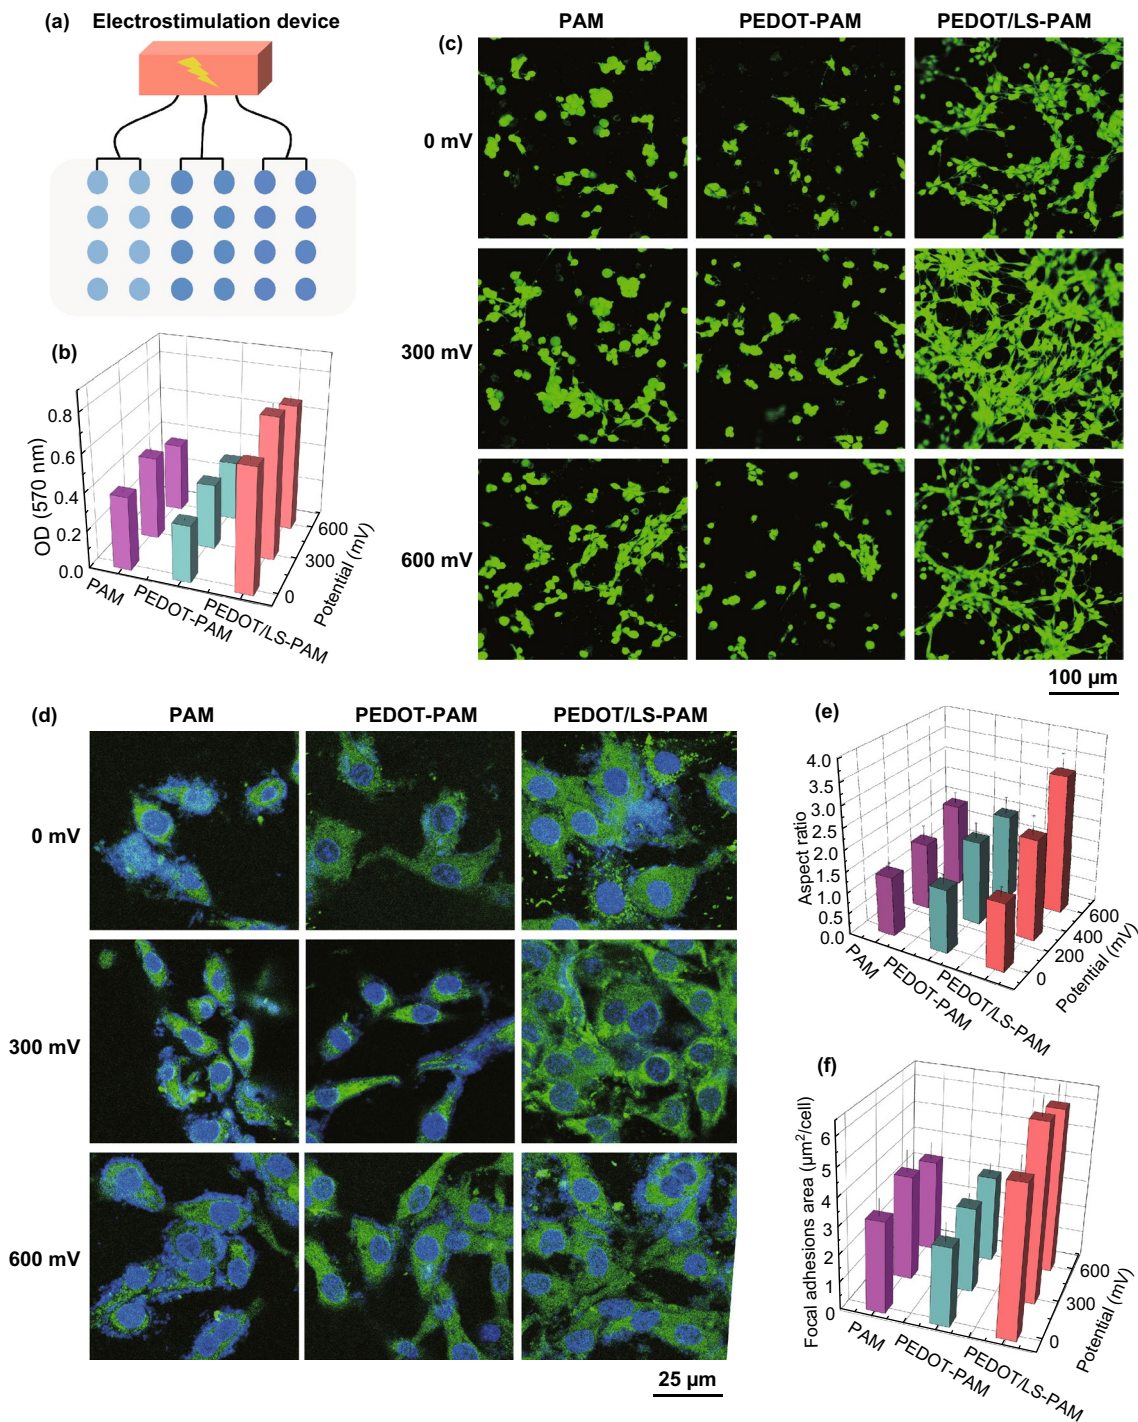 (a) Electrostimulation device
(b)
OD (570 nm)
0.8
0.6
0.4
0.2
0.0
PAM
PEDOT-PAM
PEDOT/LS-PAM
0
300
600
Potential (mV)
(c)
PAM PEDOT-PAM PEDOT/LS-PAM
0 mV
300 mV
600 mV
100 µm
(d)
PAM PEDOT-PAM PEDOT/LS-PAM
0 mV
300 mV
600 mV
25 µm
(e)
Aspect ratio
4.0
3.5
3.0
2.5
2.0
1.5
1.0
0.5
0.0
PAM
PEDOT-PAM
PEDOT/LS-PAM
0
200
400
600
Potential (mV)
(f)
Focal adhesions area (µm²/cell)
6
5
4
3
2
1
0
PAM
PEDOT-PAM
PEDOT/LS-PAM
0
300
600
Potential (mV)